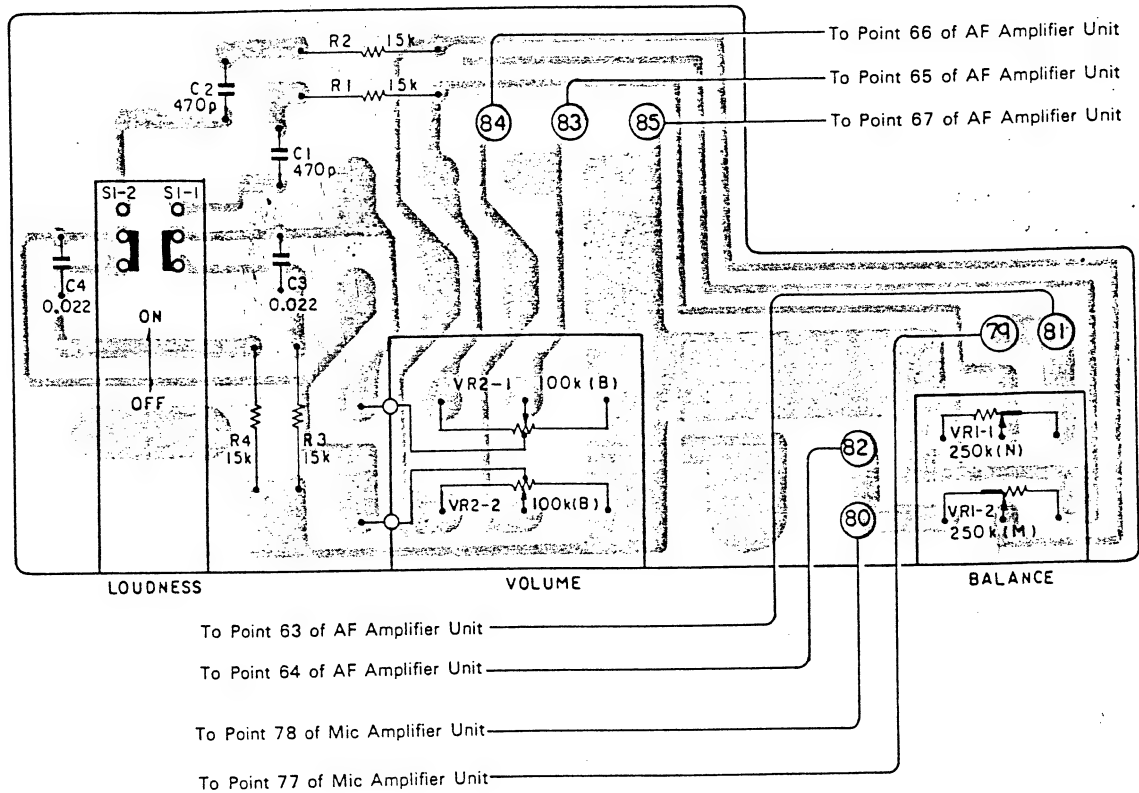 R2 15k
To Point 66 of AF Amplifier Unit
C2
470p
R1 15k
To Point 65 of AF Amplifier Unit
84
83
85
To Point 67 of AF Amplifier Unit
C1
470p
S1-2 S1-1
C4
0.022
C3
0.022
ON
OFF
79
81
VR2-1 100k(B)
R4
15k
R3
15k
VR1-1
250k(N)
82
VR2-2 100k(B)
VR1-2
250k(M)
80
LOUDNESS
VOLUME
BALANCE
To Point 63 of AF Amplifier Unit
To Point 64 of AF Amplifier Unit
To Point 78 of Mic Amplifier Unit
To Point 77 of Mic Amplifier Unit